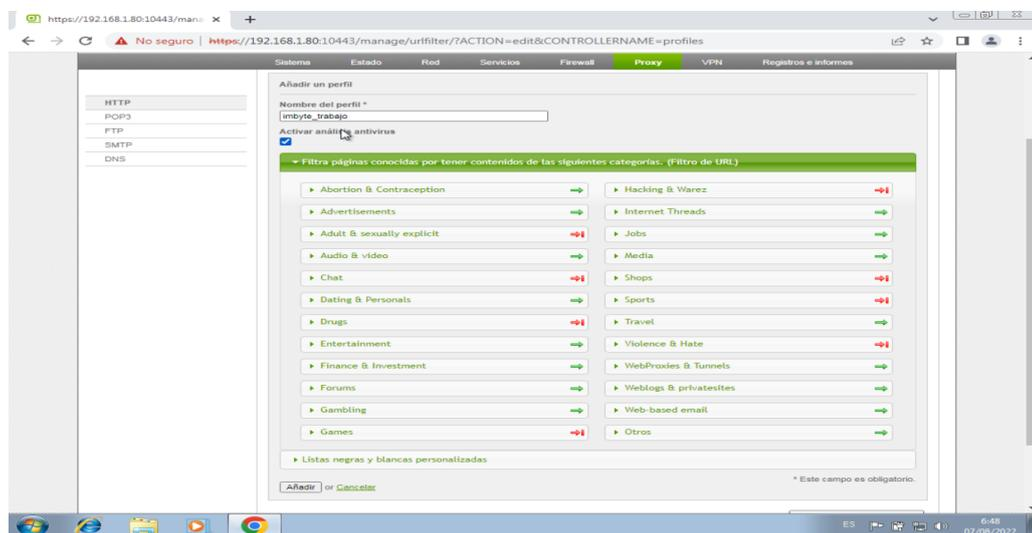 https://192.168.1.80:10443/mana
No seguro | https://192.168.1.80:10443/manage/urlfilter/?ACTION=edit&CONTROLLERNAME=profiles
Sistema Estado Red Servicios Firewall Proxy VPN Registros e informes
HTTP
POP3
FTP
SMTP
DNS
Añadir un perfil
Nombre del perfil *
imbyte_trabajo
Activar análisis antivirus
Filtra páginas conocidas por tener contenidos de las siguientes categorías. (Filtro de URL)
Abortion & Contraception Hacking & Warez
Advertisements Internet Threads
Adult & sexually explicit Jobs
Audio & video Media
Chat Shops
Dating & Personals Sports
Drugs Travel
Entertainment Violence & Hate
Finance & Investment WebProxies & Tunnels
Forums Weblogs & privatesites
Gambling Web-based email
Games Otros
Listas negras y blancas personalizadas
* Este campo es obligatorio.
Añadir or Cancelar
ES 6:48
07/06/2022